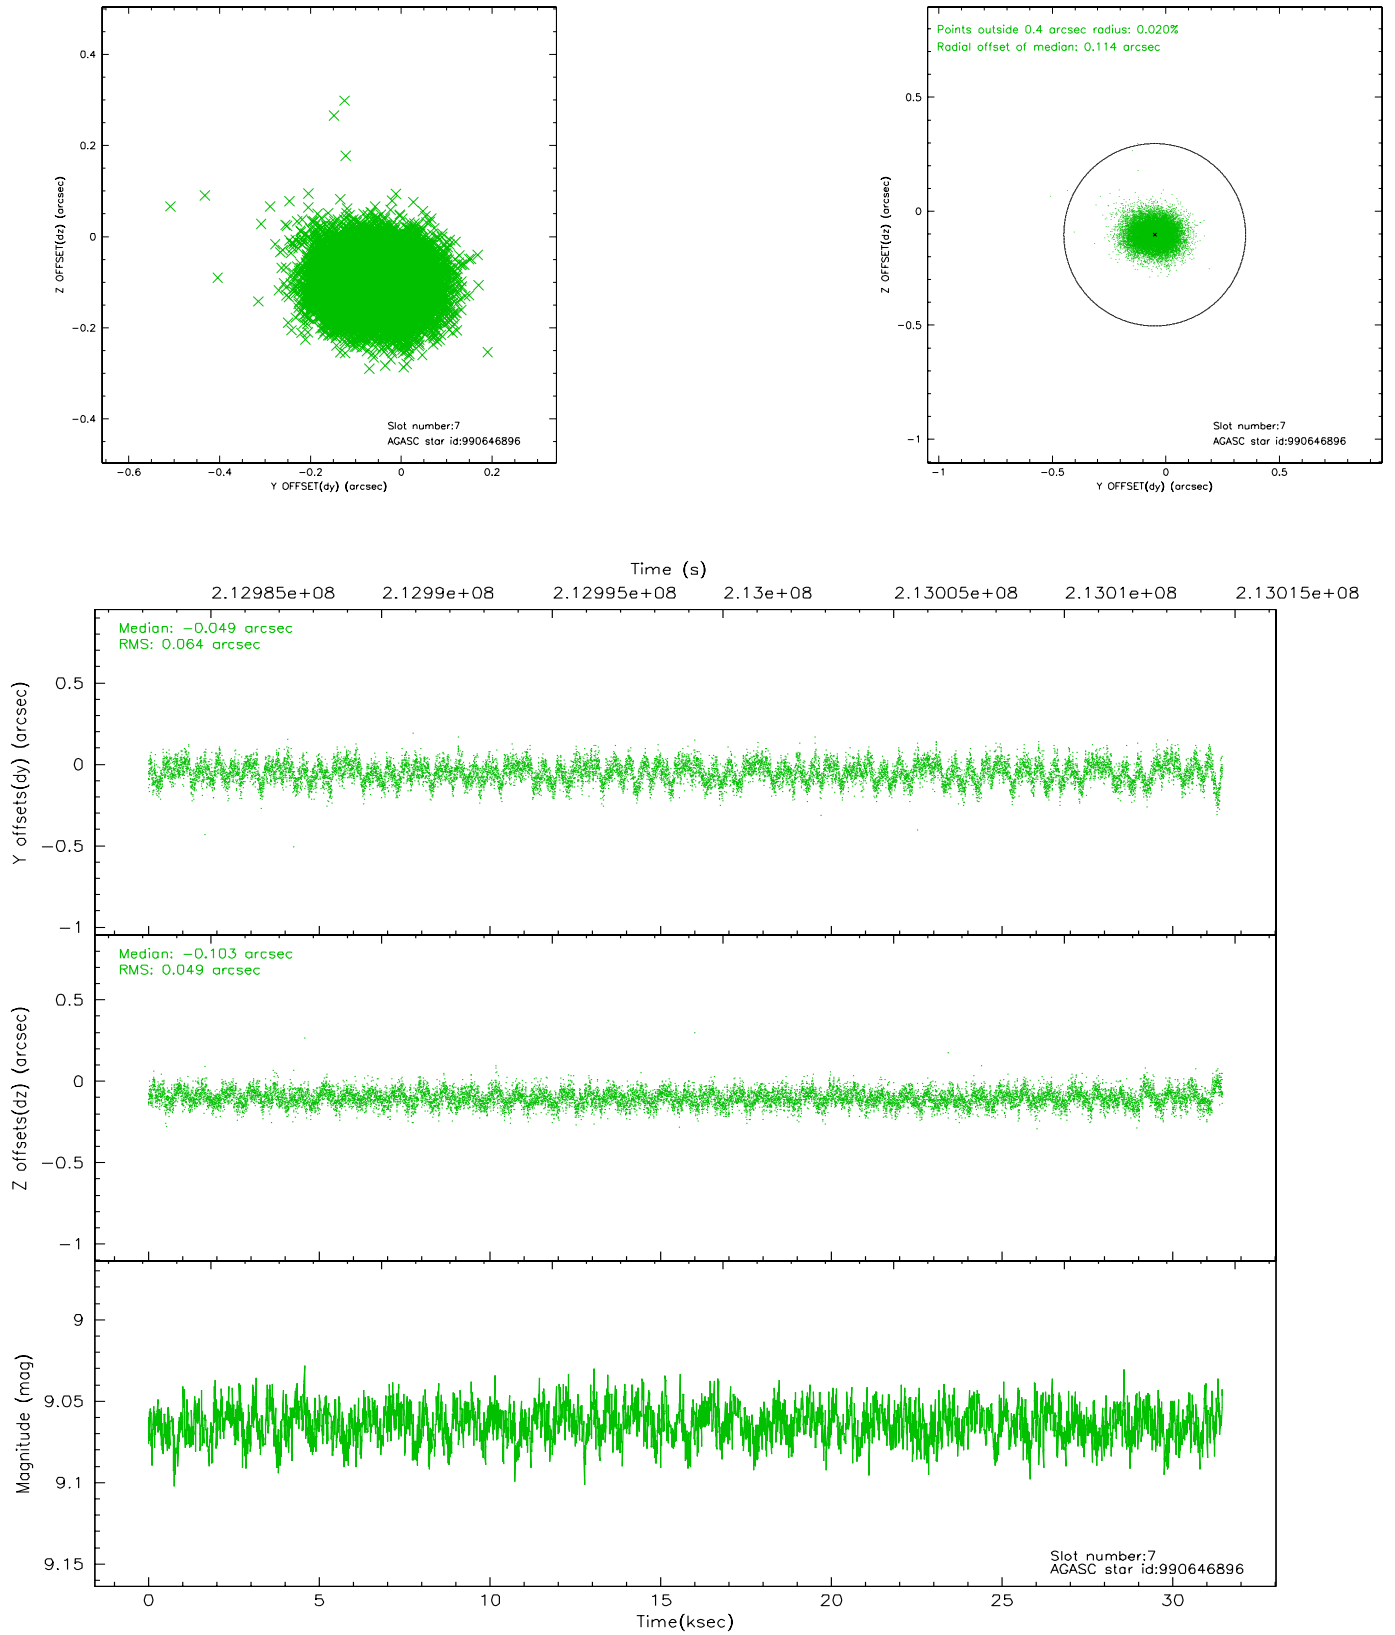 0.4
0.2
0
−0.2
−0.4
Z OFFSET(dz) (arcsec)
Slot number:7
AGASC star id:990646896
−0.6 −0.4 −0.2 0 0.2
Y OFFSET(dy) (arcsec)
Points outside 0.4 arcsec radius: 0.020%
Radial offset of median: 0.114 arcsec
0.5
0
−0.5
−1
Z OFFSET(dz) (arcsec)
Slot number:7
AGASC star id:990646896
−1 −0.5 0 0.5
Y OFFSET(dy) (arcsec)
Time (s)
2.12985e+08 2.1299e+08 2.12995e+08 2.13e+08 2.13005e+08 2.1301e+08 2.13015e+08
Median: −0.049 arcsec
RMS: 0.064 arcsec
0.5
0
−0.5
−1
Y offsets(dy) (arcsec)
Median: −0.103 arcsec
RMS: 0.049 arcsec
0.5
0
−0.5
−1
Z offsets(dz) (arcsec)
9
9.05
9.1
9.15
Magnitude (mag)
Slot number:7
AGASC star id:990646896
0 5 10 15 20 25 30
Time(ksec)